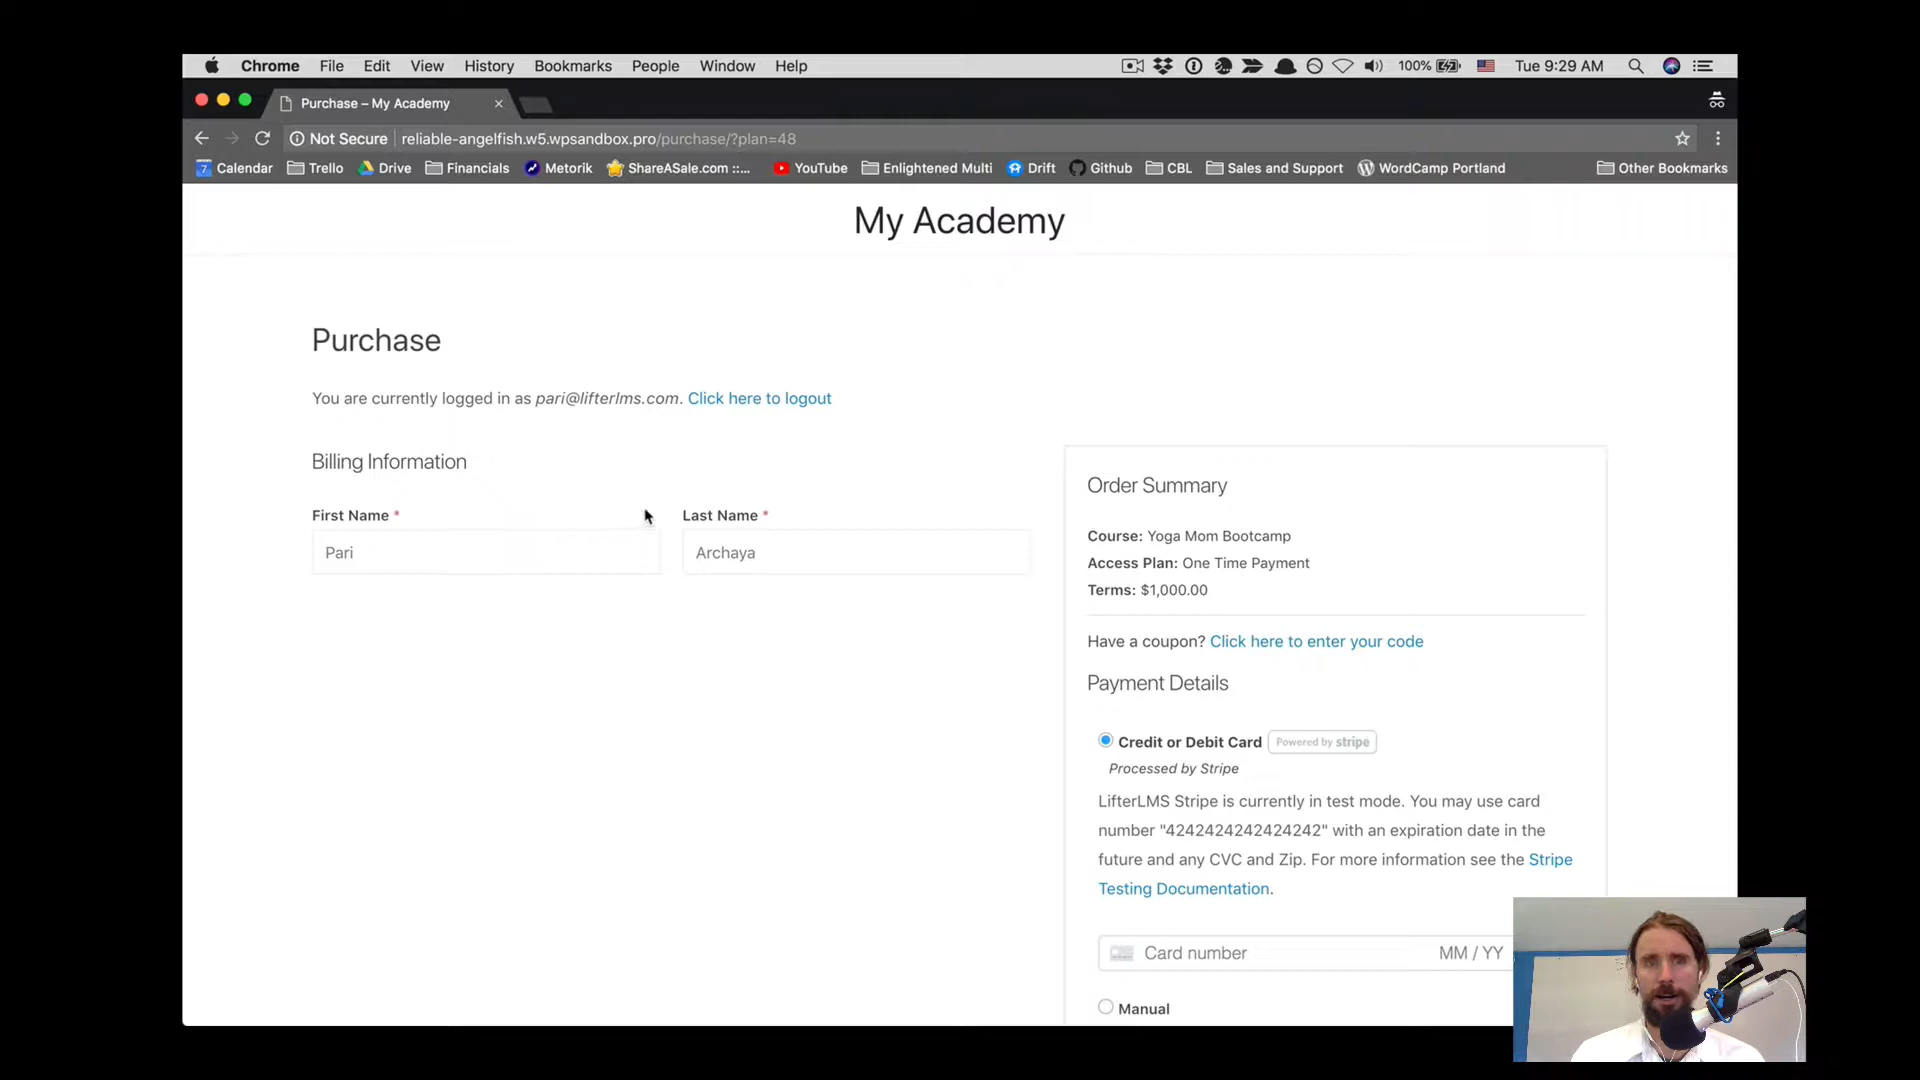 Chrome File Edit View History Bookmarks People Window Help 100% Tue 9:29 AM
Purchase – My Academy
Not Secure reliable-angelfish.w5.wpsandbox.pro/purchase/?plan=48
7 Calendar Trello Drive Financials Metorik ShareASale.com ::... YouTube Enlightened Multi Drift Github CBL Sales and Support WordCamp Portland Other Bookmarks
My Academy
Purchase
You are currently logged in as pari@lifterlms.com. Click here to logout
Billing Information
First Name *
Last Name *
Pari
Archaya
Order Summary
Course: Yoga Mom Bootcamp
Access Plan: One Time Payment
Terms: $1,000.00
Have a coupon? Click here to enter your code
Payment Details
Credit or Debit Card Powered by stripe
Processed by Stripe
LifterLMS Stripe is currently in test mode. You may use card
number "4242424242424242" with an expiration date in the
future and any CVC and Zip. For more information see the Stripe
Testing Documentation.
Card number MM / YY
Manual